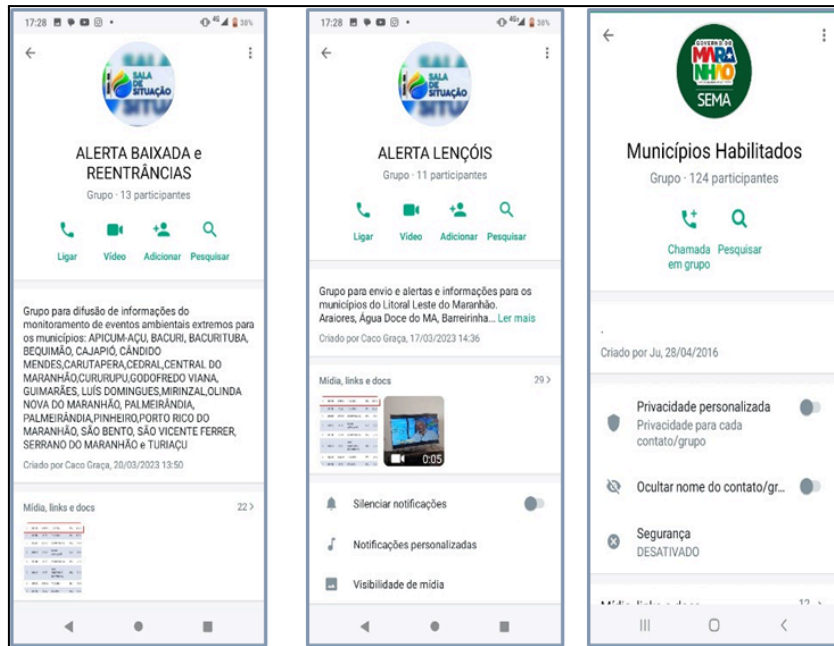 17:28
4G
38%
SALA
DE
SITUAÇÃO
ALERTA BAIXADA e
REENTRÂNCIAS
Grupo · 13 participantes
Ligar Vídeo Adicionar Pesquisar
Grupo para difusão de informações do
monitoramento de eventos ambientais extremos para
os municípios: APICUM-AÇU, BACURI, BACURITUBA,
BEQUIMÃO, CAJAPIÓ, CÂNDIDO
MENDES,CARUTAPERA,CEDRAL,CENTRAL DO
MARANHÃO,CURURUPU,GODOFREDO VIANA,
GUIMARÃES, LUÍS DOMINGUES,MIRINZAL,OLINDA
NOVA DO MARANHÃO, PALMEIRÂNDIA,
PALMEIRÂNDIA,PINHEIRO,PORTO RICO DO
MARANHÃO, SÃO BENTO, SÃO VICENTE FERRER,
SERRANO DO MARANHÃO e TURIAÇU
Criado por Caco Graça, 20/03/2023 13:50
Mídia, links e docs 22 >
17:28
4G
38%
SALA
DE
SITUAÇÃO
ALERTA LENÇÓIS
Grupo · 11 participantes
Ligar Vídeo Adicionar Pesquisar
Grupo para envio e alertas e informações para os
municípios do Litoral Leste do Maranhão.
Araiores, Água Doce do MA, Barreirinha... Ler mais
Criado por Caco Graça, 17/03/2023 14:36
Mídia, links e docs 29 >
0:05
Silenciar notificações
Notificações personalizadas
Visibilidade de mídia
GOVERNO DO
MARA
NHÃO
SEMA
Municípios Habilitados
Grupo · 124 participantes
Chamada Pesquisar
em grupo
.
Criado por Ju, 28/04/2016
Privacidade personalizada
Privacidade para cada
contato/grupo
Ocultar nome do contato/gr...
Segurança
DESATIVADO
Mídia, links e docs 12 >